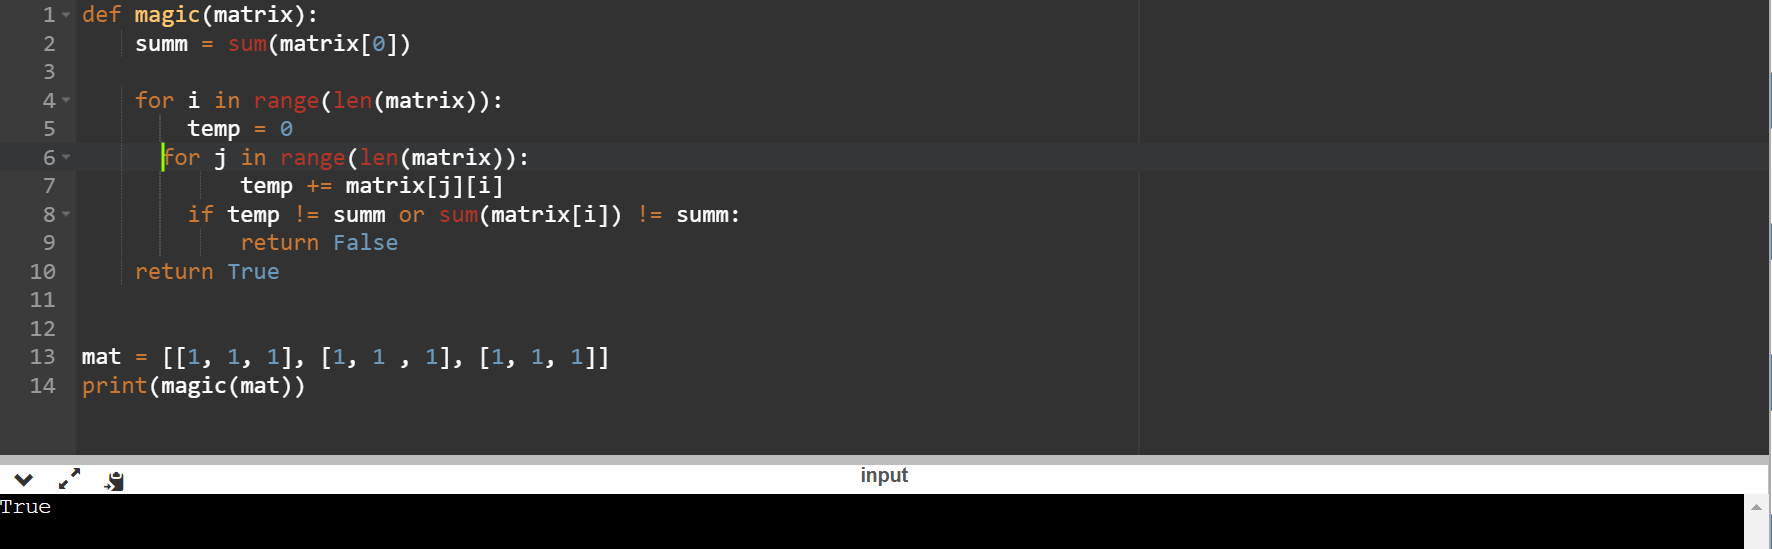 1 def magic(matrix):
2     summ = sum(matrix[0])
3
4     for i in range(len(matrix)):
5         temp = 0
6       for j in range(len(matrix)):
7             temp += matrix[j][i]
8         if temp != summ or sum(matrix[i]) != summ:
9             return False
10     return True
11
12
13 mat = [[1, 1, 1], [1, 1 , 1], [1, 1, 1]]
14 print(magic(mat))
input
True